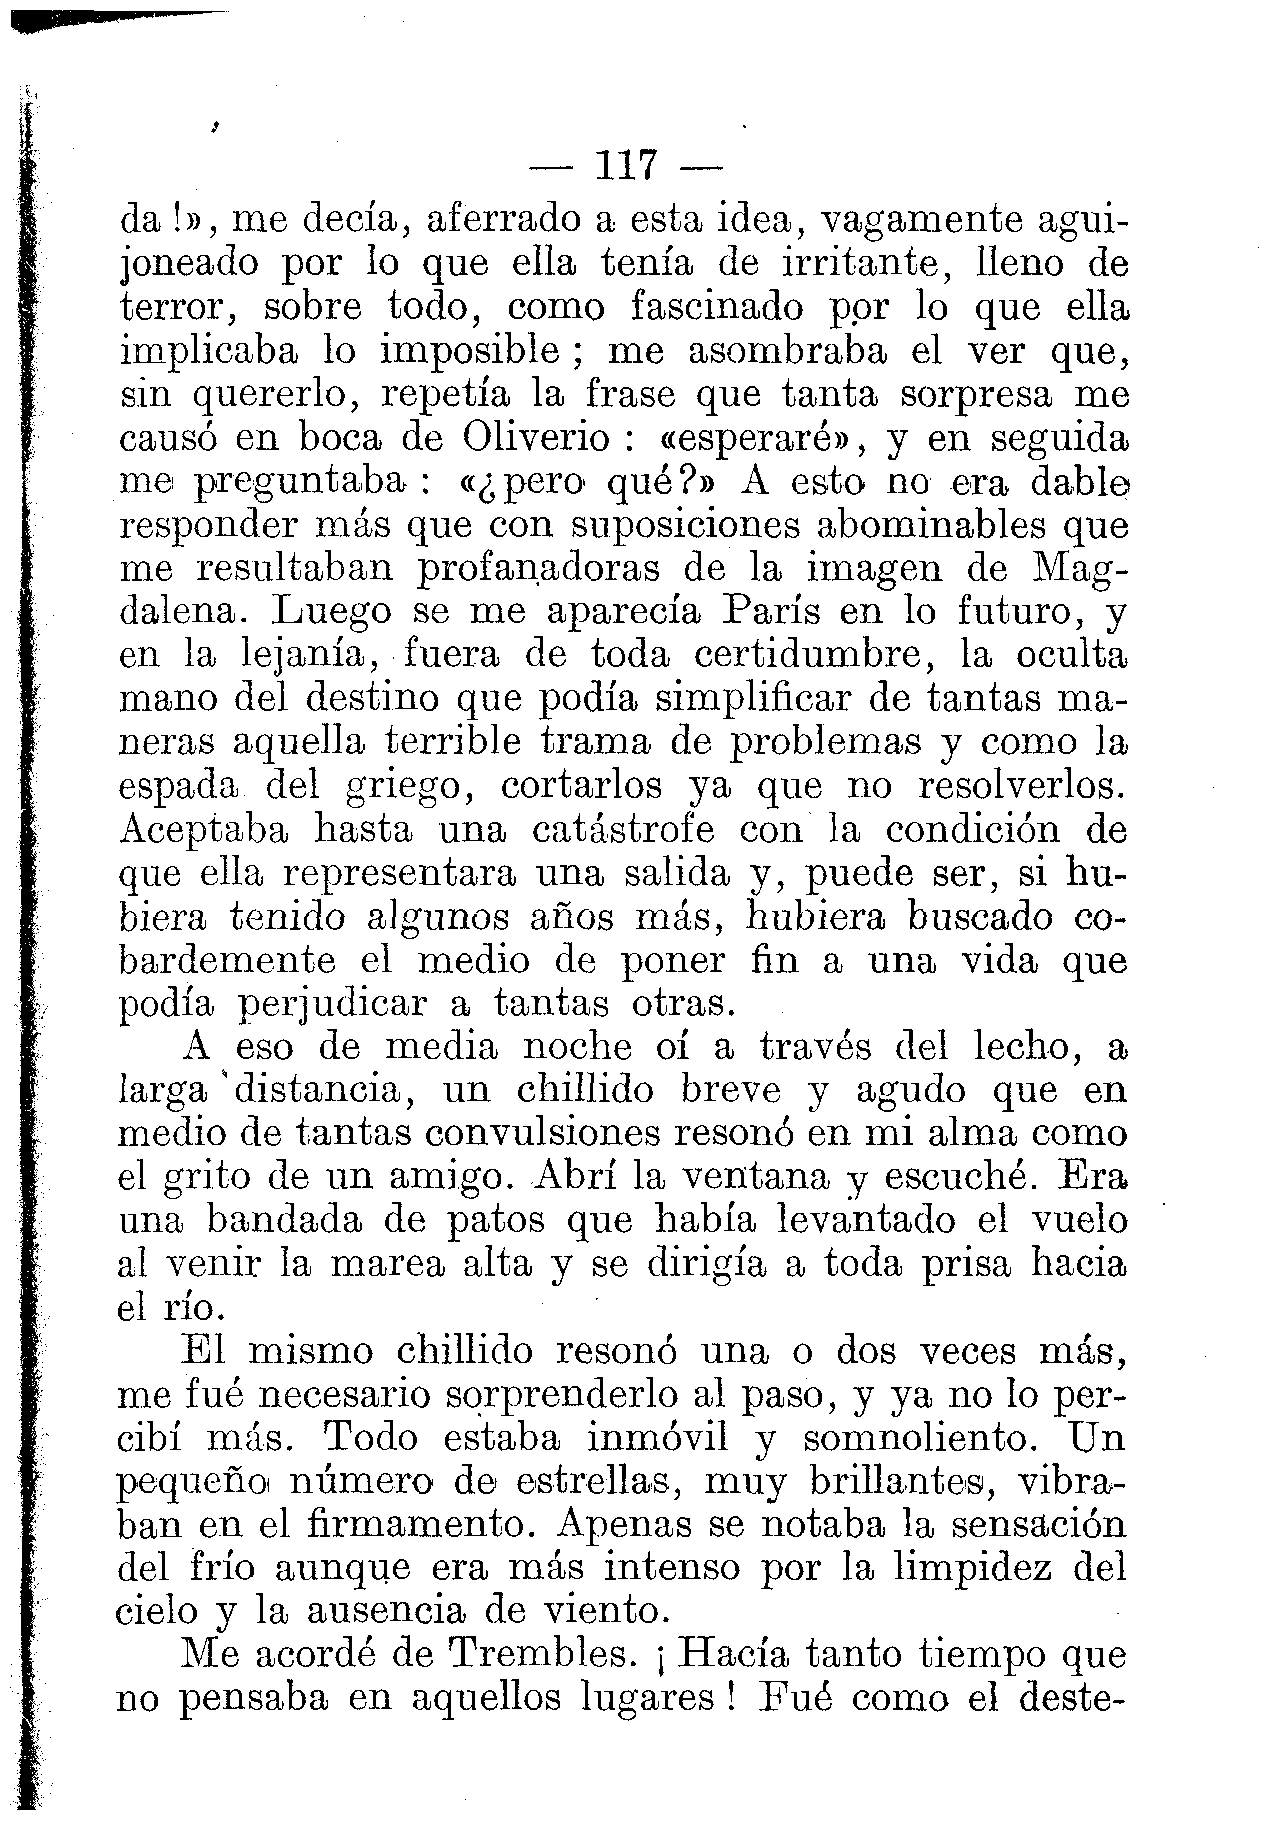 — 117 —
da!», me decía, aferrado a esta idea, vagamente agui-
joneado por lo que ella tenía de irritante, lleno de
terror, sobre todo, como fascinado por lo que ella
implicaba lo imposible; me asombraba el ver que,
sin quererlo, repetía la frase que tanta sorpresa me
causó en boca de Oliverio: «esperaré», y en seguida
me preguntaba: «¿pero qué?» A esto no era dable
responder más que con suposiciones abominables que
me resultaban profanadoras de la imagen de Mag-
dalena. Luego se me aparecía París en lo futuro, y
en la lejanía, fuera de toda certidumbre, la oculta
mano del destino que podía simplificar de tantas ma-
neras aquella terrible trama de problemas y como la
espada del griego, cortarlos ya que no resolverlos.
Aceptaba hasta una catástrofe con la condición de
que ella representara una salida y, puede ser, si hu-
biera tenido algunos años más, hubiera buscado co-
bardemente el medio de poner fin a una vida que
podía perjudicar a tantas otras.
A eso de media noche oí a través del lecho, a
larga distancia, un chillido breve y agudo que en
medio de tantas convulsiones resonó en mi alma como
el grito de un amigo. Abrí la ventana y escuché. Era
una bandada de patos que había levantado el vuelo
al venir la marea alta y se dirigía a toda prisa hacia
el río.
El mismo chillido resonó una o dos veces más,
me fué necesario sorprenderlo al paso, y ya no lo per-
cibí más. Todo estaba inmóvil y somnoliento. Un
pequeño número de estrellas, muy brillantes, vibra-
ban en el firmamento. Apenas se notaba la sensación
del frío aunque era más intenso por la limpidez del
cielo y la ausencia de viento.
Me acordé de Trembles. ¡Hacía tanto tiempo que
no pensaba en aquellos lugares! Fué como el deste-